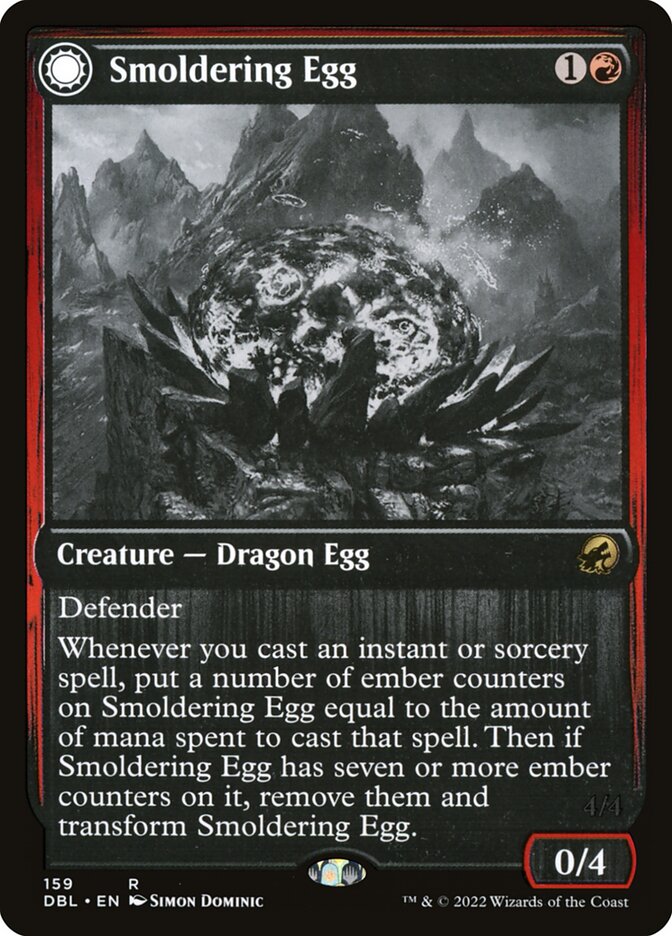 Smoldering Egg 1
Creature — Dragon Egg
Defender
Whenever you cast an instant or sorcery
spell, put a number of ember counters
on Smoldering Egg equal to the amount
of mana spent to cast that spell. Then if
Smoldering Egg has seven or more ember
counters on it, remove them and
transform Smoldering Egg.
4/4
0/4
159 R
DBL • EN SIMON DOMINIC
™ & © 2022 Wizards of the Coast